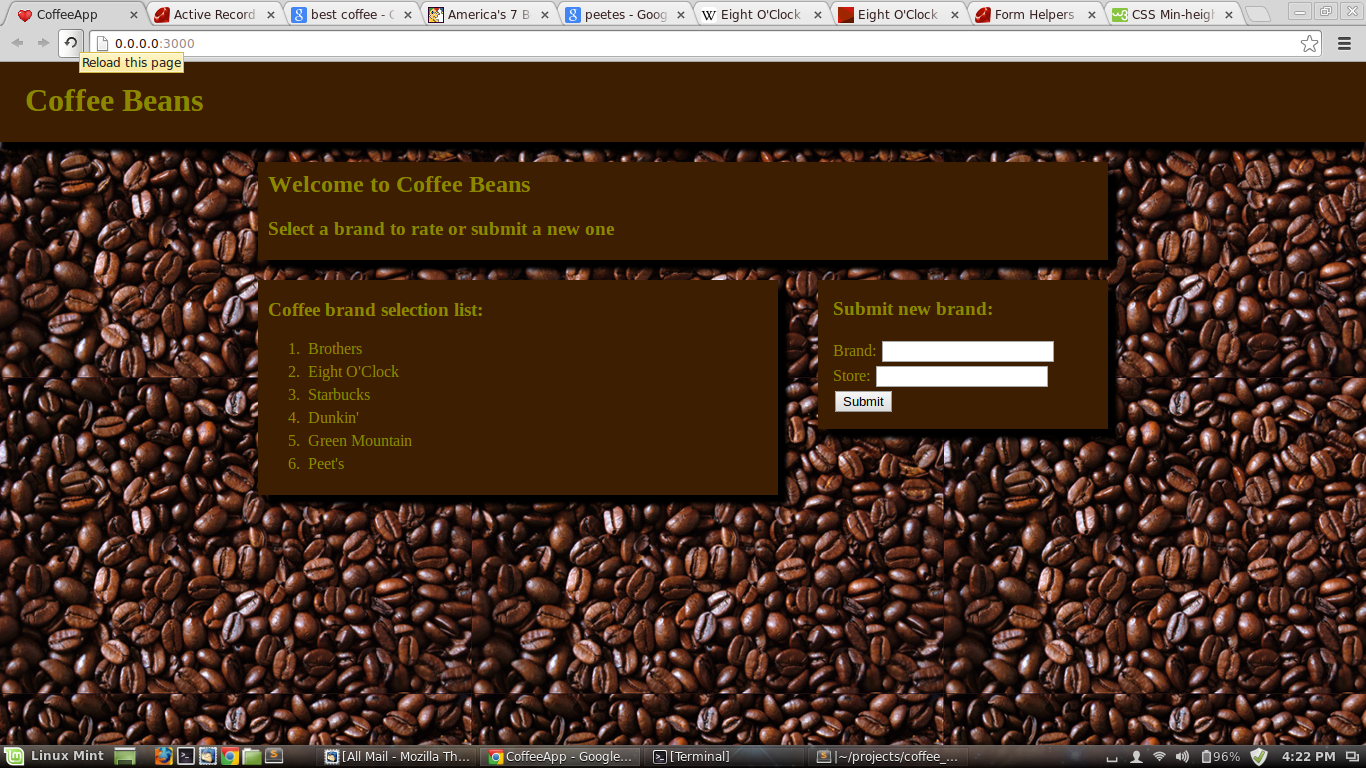 CoffeeApp
Active Record
best coffee - G
America's 7 B
peetes - Goog
Eight O'Clock
Eight O'Clock
Form Helpers
CSS Min-heigh
0.0.0.0:3000
Reload this page
Coffee Beans
Welcome to Coffee Beans
Select a brand to rate or submit a new one
Coffee brand selection list:
1. Brothers
2. Eight O'Clock
3. Starbucks
4. Dunkin'
5. Green Mountain
6. Peet's
Submit new brand:
Brand:
Store:
Submit
Linux Mint
[All Mail - Mozilla Th...
CoffeeApp - Google...
[Terminal]
|~/projects/coffee_...
96%
4:22 PM